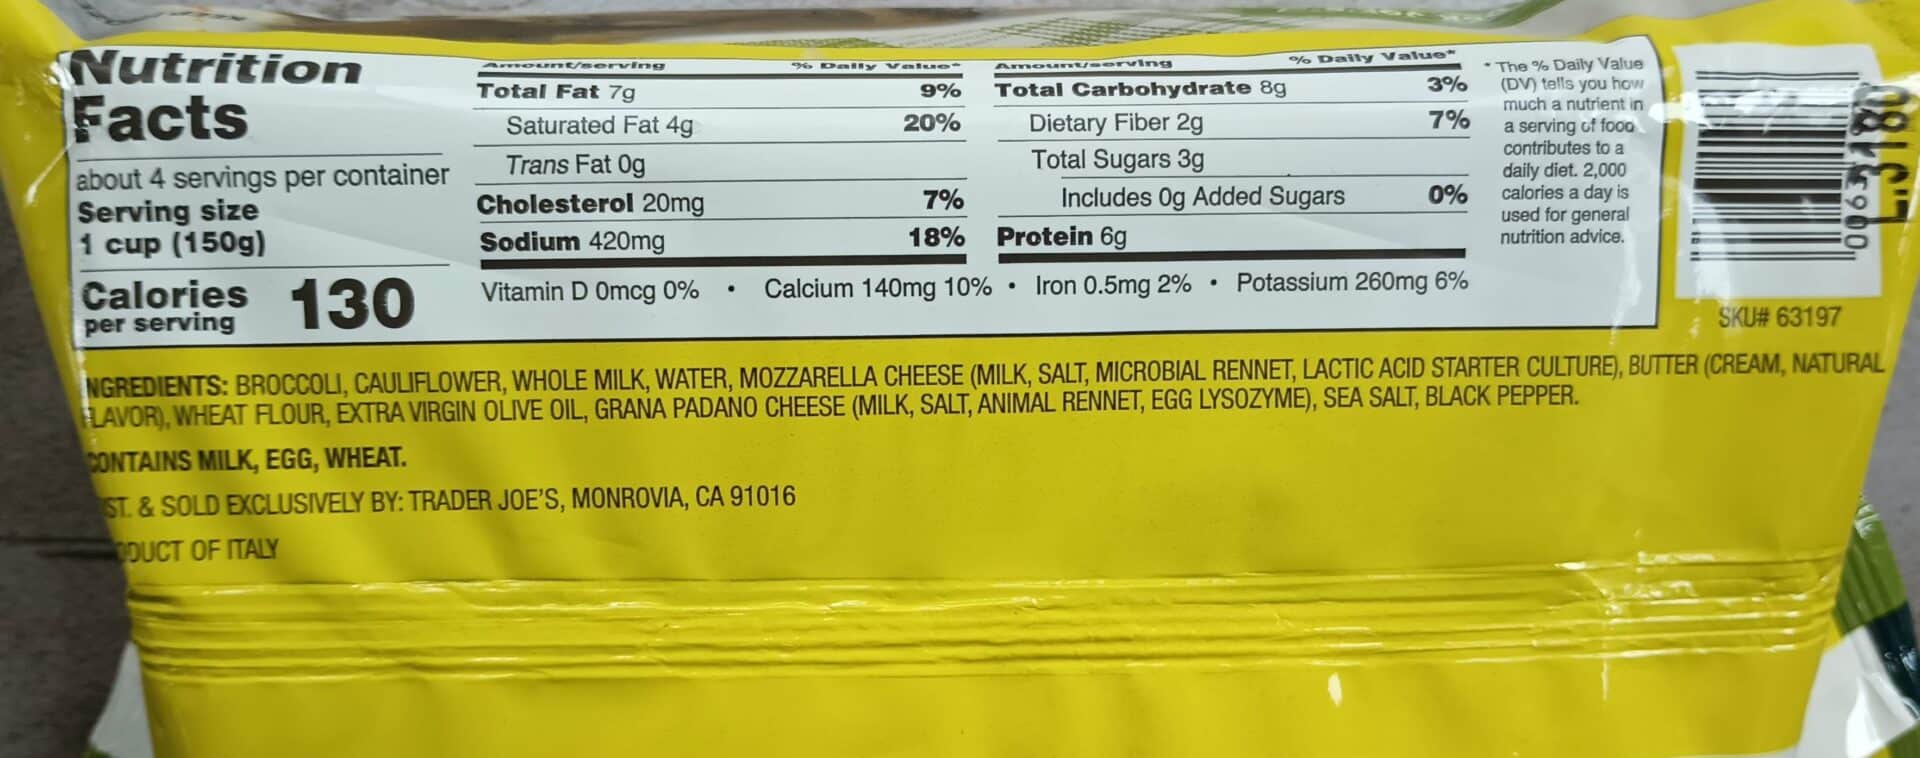 Nutrition
Facts
about 4 servings per container
Serving size
1 cup (150g)
Calories 130
per serving
Amount/serving % Daily Value*
Total Fat 7g 9%
Saturated Fat 4g 20%
Trans Fat 0g
Cholesterol 20mg 7%
Sodium 420mg 18%
Amount/serving % Daily Value*
Total Carbohydrate 8g 3%
Dietary Fiber 2g 7%
Total Sugars 3g
Includes 0g Added Sugars 0%
Protein 6g
Vitamin D 0mcg 0% • Calcium 140mg 10% • Iron 0.5mg 2% • Potassium 260mg 6%
* The % Daily Value
(DV) tells you how
much a nutrient in
a serving of food
contributes to a
daily diet. 2,000
calories a day is
used for general
nutrition advice.
SKU# 63197
NGREDIENTS: BROCCOLI, CAULIFLOWER, WHOLE MILK, WATER, MOZZARELLA CHEESE (MILK, SALT, MICROBIAL RENNET, LACTIC ACID STARTER CULTURE), BUTTER (CREAM, NATURAL
FLAVOR), WHEAT FLOUR, EXTRA VIRGIN OLIVE OIL, GRANA PADANO CHEESE (MILK, SALT, ANIMAL RENNET, EGG LYSOZYME), SEA SALT, BLACK PEPPER.
CONTAINS MILK, EGG, WHEAT.
ST. & SOLD EXCLUSIVELY BY: TRADER JOE'S, MONROVIA, CA 91016
ODUCT OF ITALY